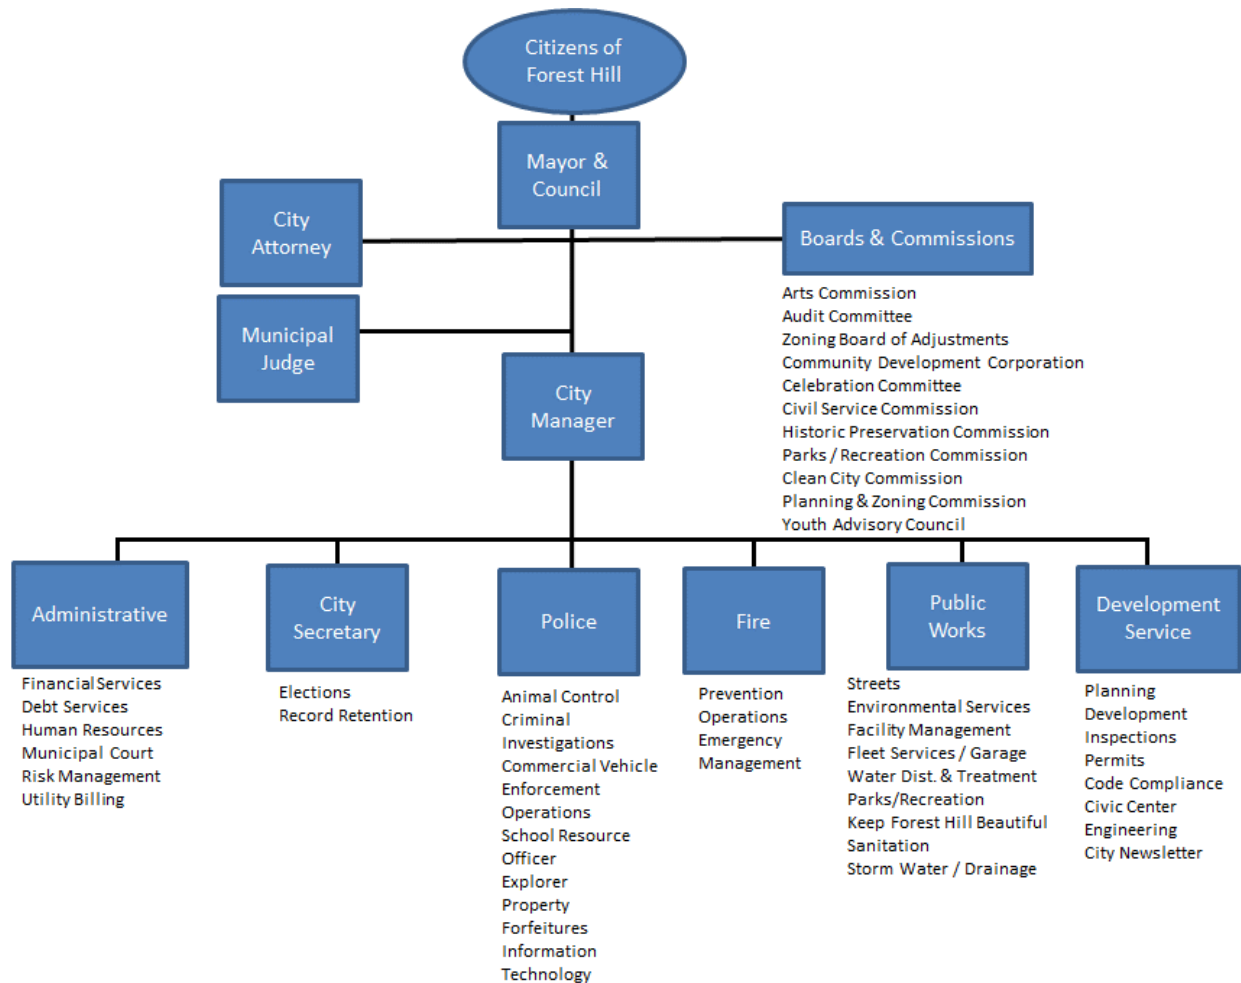 Citizens of
Forest Hill
Mayor &
Council
City
Attorney
Boards & Commissions
Municipal
Judge
City
Manager
Arts Commission
Audit Committee
Zoning Board of Adjustments
Community Development Corporation
Celebration Committee
Civil Service Commission
Historic Preservation Commission
Parks / Recreation Commission
Clean City Commission
Planning & Zoning Commission
Youth Advisory Council
Administrative
Financial Services
Debt Services
Human Resources
Municipal Court
Risk Management
Utility Billing
City
Secretary
Elections
Record Retention
Police
Animal Control
Criminal
Investigations
Commercial Vehicle
Enforcement
Operations
School Resource
Officer
Explorer
Property
Forfeitures
Information
Technology
Fire
Prevention
Operations
Emergency
Management
Public
Works
Streets
Environmental Services
Facility Management
Fleet Services / Garage
Water Dist. & Treatment
Parks/Recreation
Keep Forest Hill Beautiful
Sanitation
Storm Water / Drainage
Development
Service
Planning
Development
Inspections
Permits
Code Compliance
Civic Center
Engineering
City Newsletter